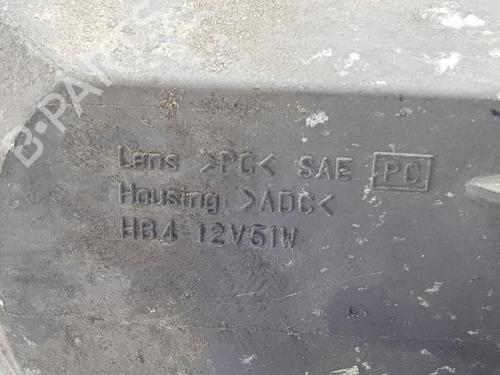 B-PARTS
Lens >PC< SAE PC
Housing >ADC<
HB4 12V51W